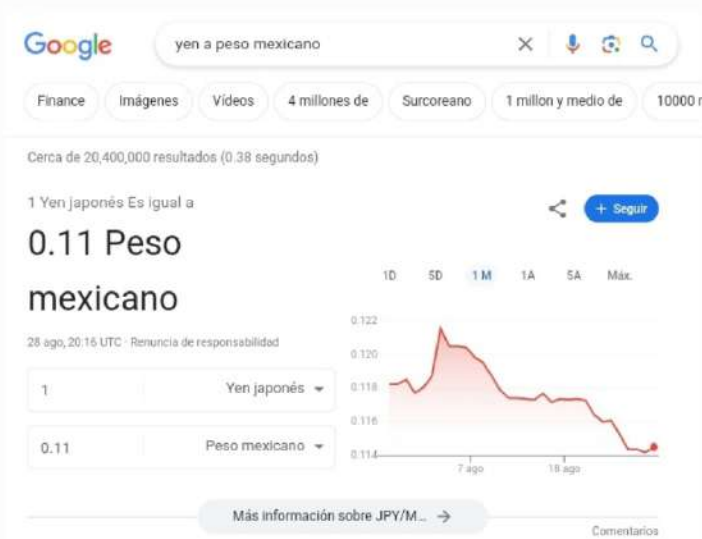 Google
yen a peso mexicano
Finance
Imágenes
Vídeos
4 millones de
Surcoreano
1 millon y medio de
10000
Cerca de 20,400,000 resultados (0.38 segundos)
1 Yen japonés Es igual a
+ Seguir
0.11 Peso
mexicano
28 ago, 20:16 UTC · Renuncia de responsabilidad
1 Yen japonés
0.11 Peso mexicano
1D 5D 1M 1A 5A Máx.
0.122
0.120
0.118
0.116
0.114
7 ago 18 ago
Más información sobre JPY/M... →
Comentarios